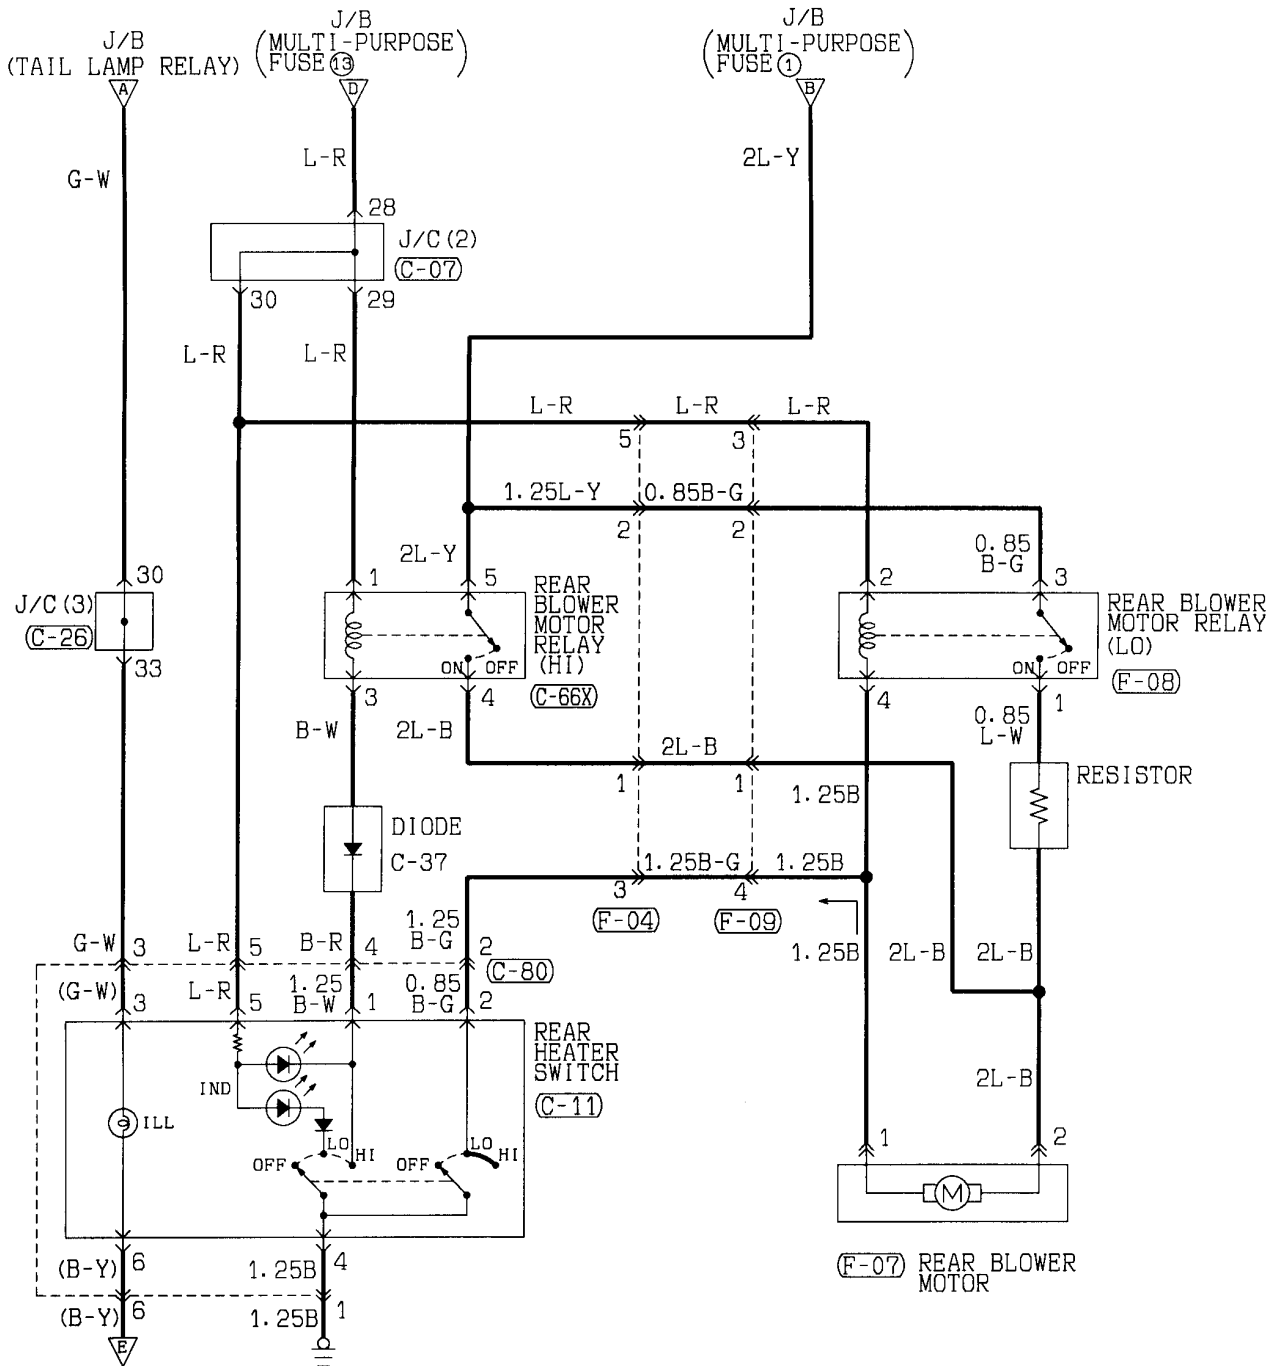 J/B
(TAIL LAMP RELAY)
J/B
(MULTI-PURPOSE)
FUSE 13
J/B
(MULTI-PURPOSE)
FUSE 1
A
D
B
G-W
L-R
2L-Y
28
J/C(2)
C-07
30
29
L-R
L-R
L-R
L-R
L-R
5
3
1.25L-Y
0.85B-G
2
2
2L-Y
0.85
B-G
30
1
5
2
3
J/C(3)
C-26
33
REAR
BLOWER
MOTOR
RELAY
(HI)
C-66X
ON
OFF
REAR BLOWER
MOTOR RELAY
(LO)
F-08
ON
OFF
3
4
4
1
B-W
2L-B
2L-B
0.85
L-W
1
1
1.25B
RESISTOR
DIODE
C-37
1.25B-G
1.25B
3
4
F-04
F-09
1.25B
2L-B
2L-B
G-W
3
L-R
5
B-R
4
1.25
B-G
2
C-80
(G-W)
3
L-R
5
1.25
B-W
1
0.85
B-G
2
REAR
HEATER
SWITCH
C-11
IND
ILL
LO
HI
OFF
LO
HI
OFF
2L-B
1
2
M
(B-Y)
6
1.25B
4
(B-Y)
6
1.25B
1
E
F-07
REAR BLOWER
MOTOR